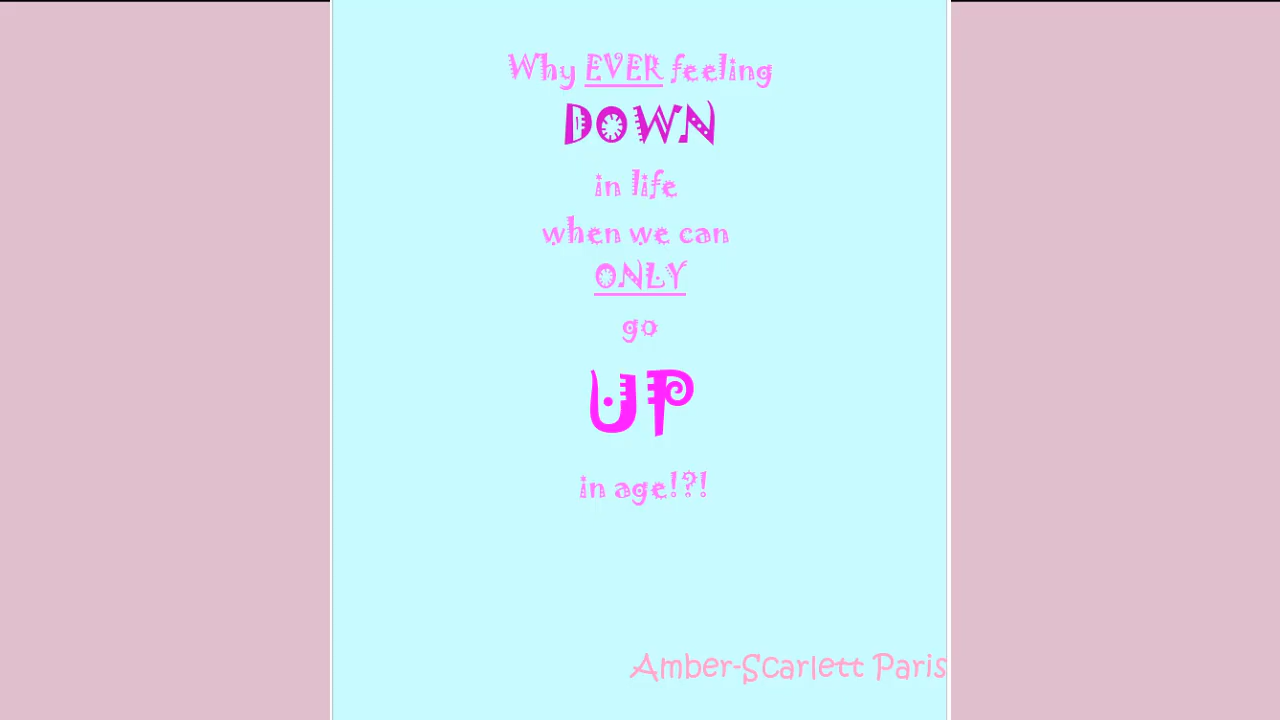 Why EVER feeling
DOWN
in life
when we can
ONLY
go
UP
in age!?!
Amber-Scarlett Paris